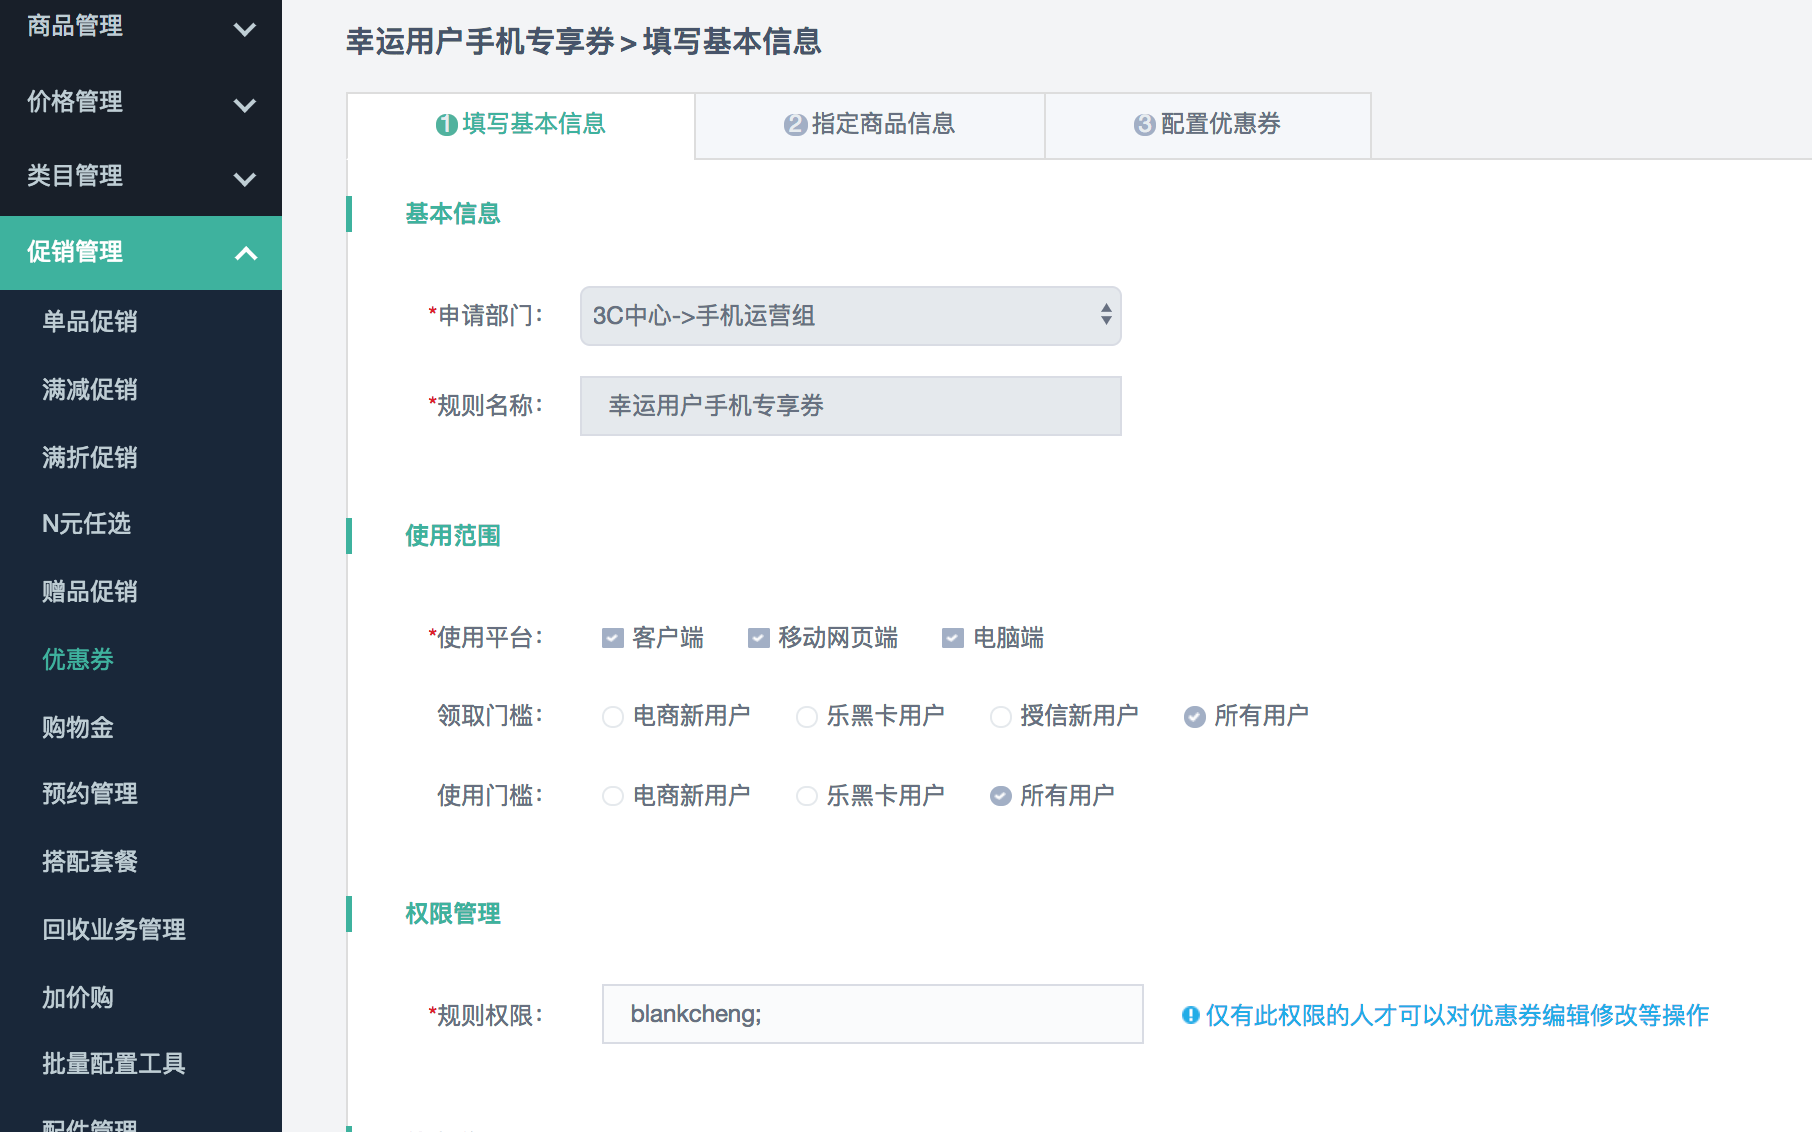 商品管理
价格管理
类目管理
促销管理
单品促销
满减促销
满折促销
N元任选
赠品促销
优惠券
购物金
预约管理
搭配套餐
回收业务管理
加价购
批量配置工具
配件管理
幸运用户手机专享券>填写基本信息
1填写基本信息 2指定商品信息 3配置优惠券
基本信息
*申请部门: 3C中心->手机运营组
*规则名称: 幸运用户手机专享券
使用范围
*使用平台: 客户端 移动网页端 电脑端
领取门槛: 电商新用户 乐黑卡用户 授信新用户 所有用户
使用门槛: 电商新用户 乐黑卡用户 所有用户
权限管理
*规则权限: blankcheng; 仅有此权限的人才可以对优惠券编辑修改等操作